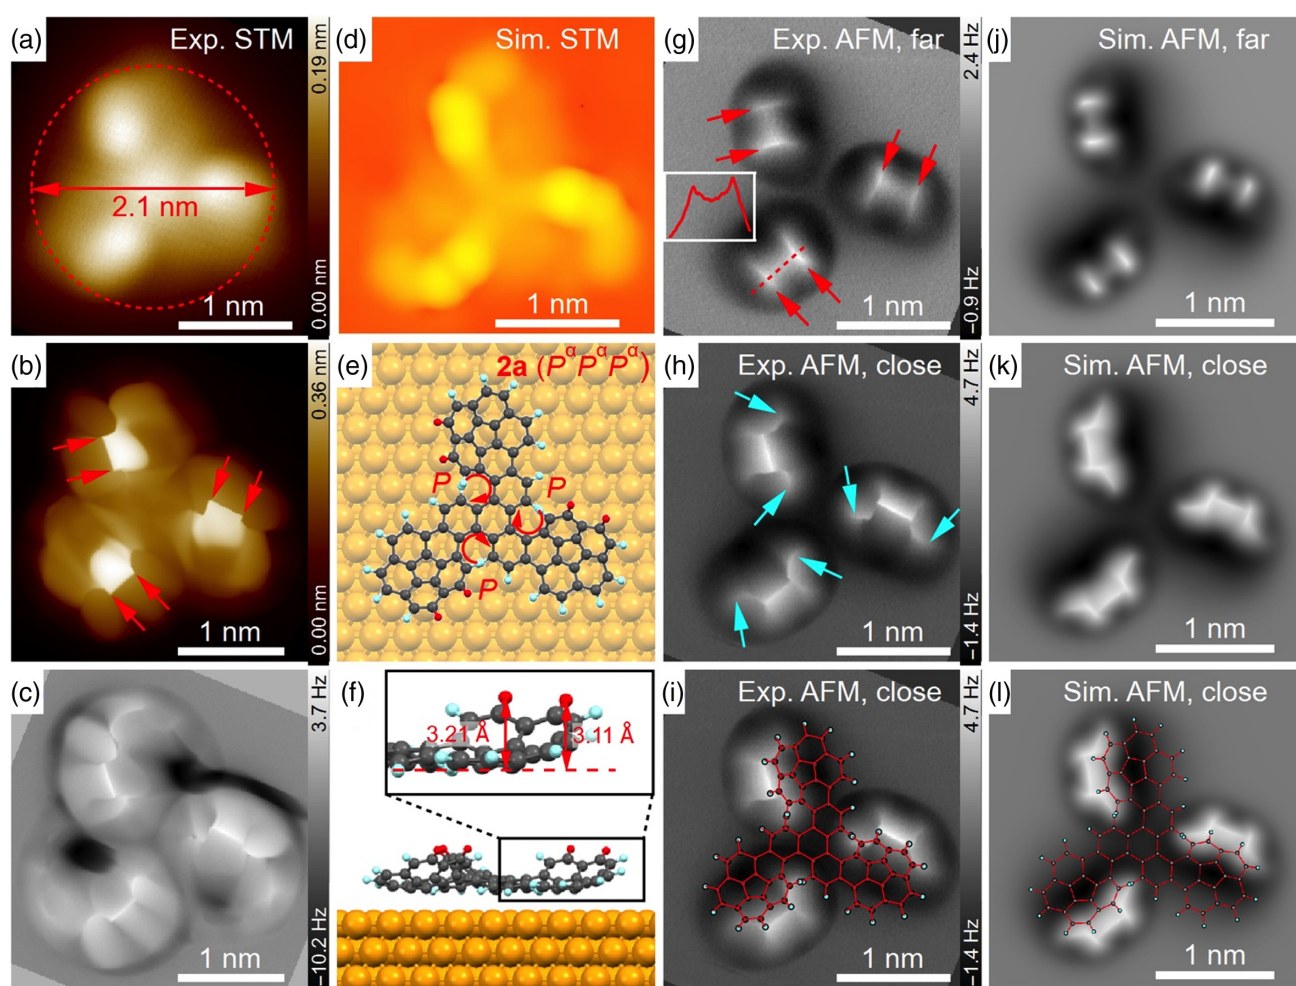 (a) Exp. STM
0.19 nm
0.00 nm
2.1 nm
1 nm
(d) Sim. STM
1 nm
(g) Exp. AFM, far
2.4 Hz
−0.9 Hz
1 nm
(j) Sim. AFM, far
1 nm
(b)
0.36 nm
0.00 nm
1 nm
(e) 2a (PᵅPᵅPᵅ)
P
P
P
(h) Exp. AFM, close
4.7 Hz
−1.4 Hz
1 nm
(k) Sim. AFM, close
1 nm
(c)
3.7 Hz
−10.2 Hz
1 nm
(f)
3.21 Å
3.11 Å
(i) Exp. AFM, close
4.7 Hz
−1.4 Hz
1 nm
(l) Sim. AFM, close
1 nm